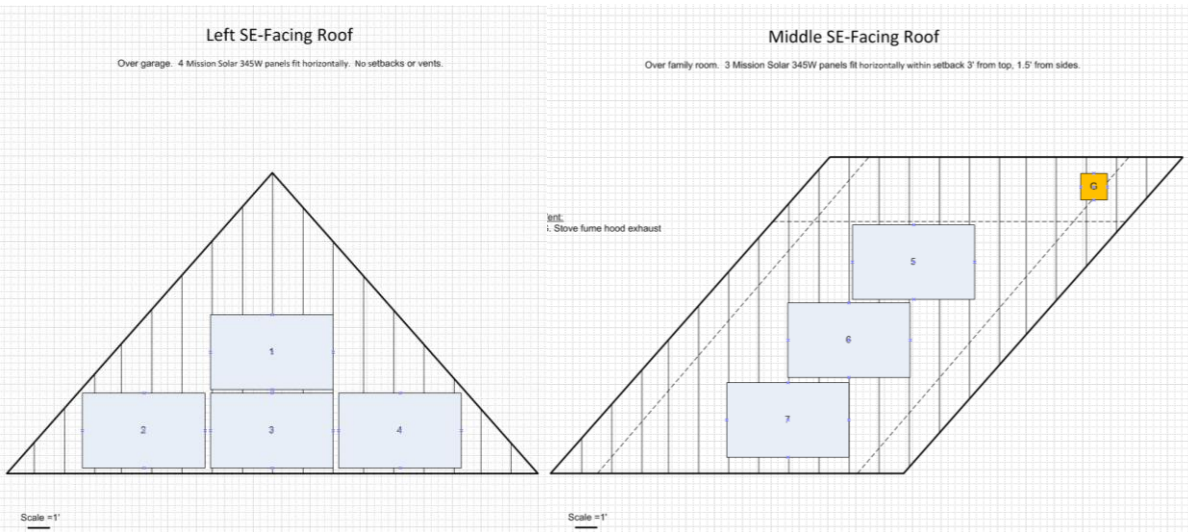 Left SE-Facing Roof
Over garage. 4 Mission Solar 345W panels fit horizontally. No setbacks or vents.
1
2 3 4
Scale =1'
Middle SE-Facing Roof
Over family room. 3 Mission Solar 345W panels fit horizontally within setback 3' from top, 1.5' from sides.
G
Stove fume hood exhaust
5
6
7
Scale =1'